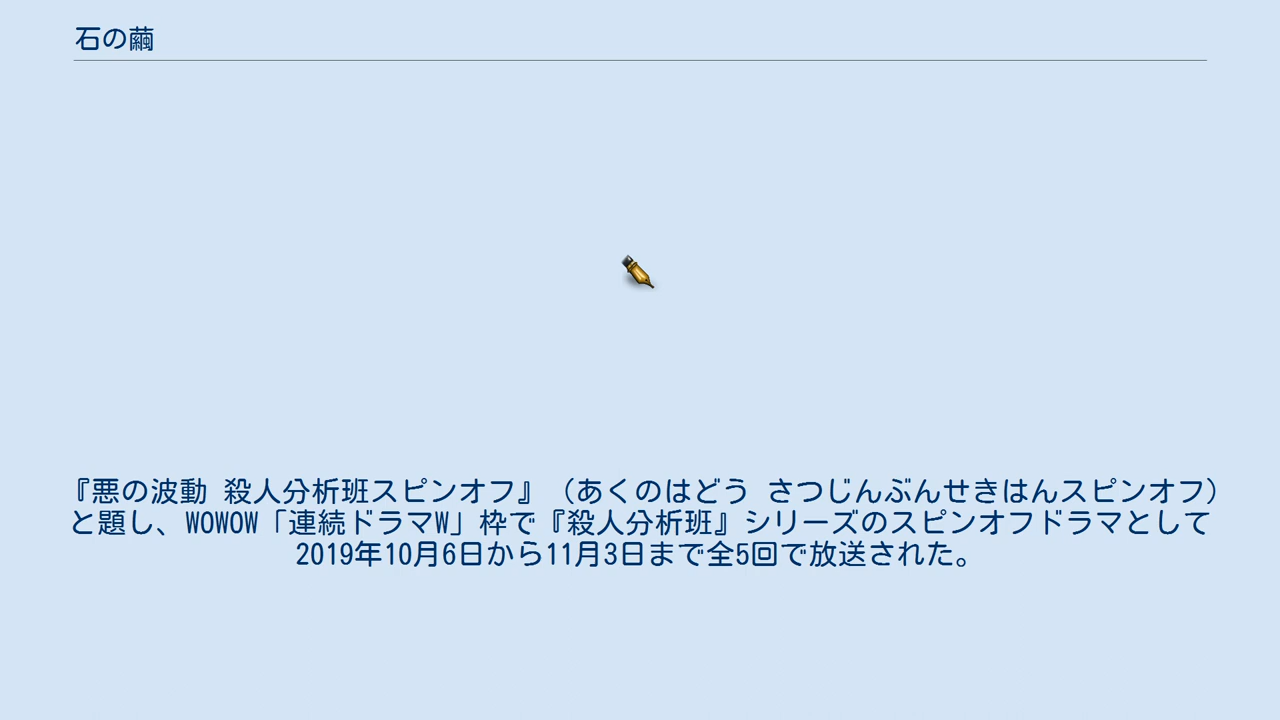 石の繭
『悪の波動 殺人分析班スピンオフ』（あくのはどう さつじんぶんせきはんスピンオフ）
と題し、WOWOW「連続ドラマW」枠で『殺人分析班』シリーズのスピンオフドラマとして
2019年10月6日から11月3日まで全5回で放送された。